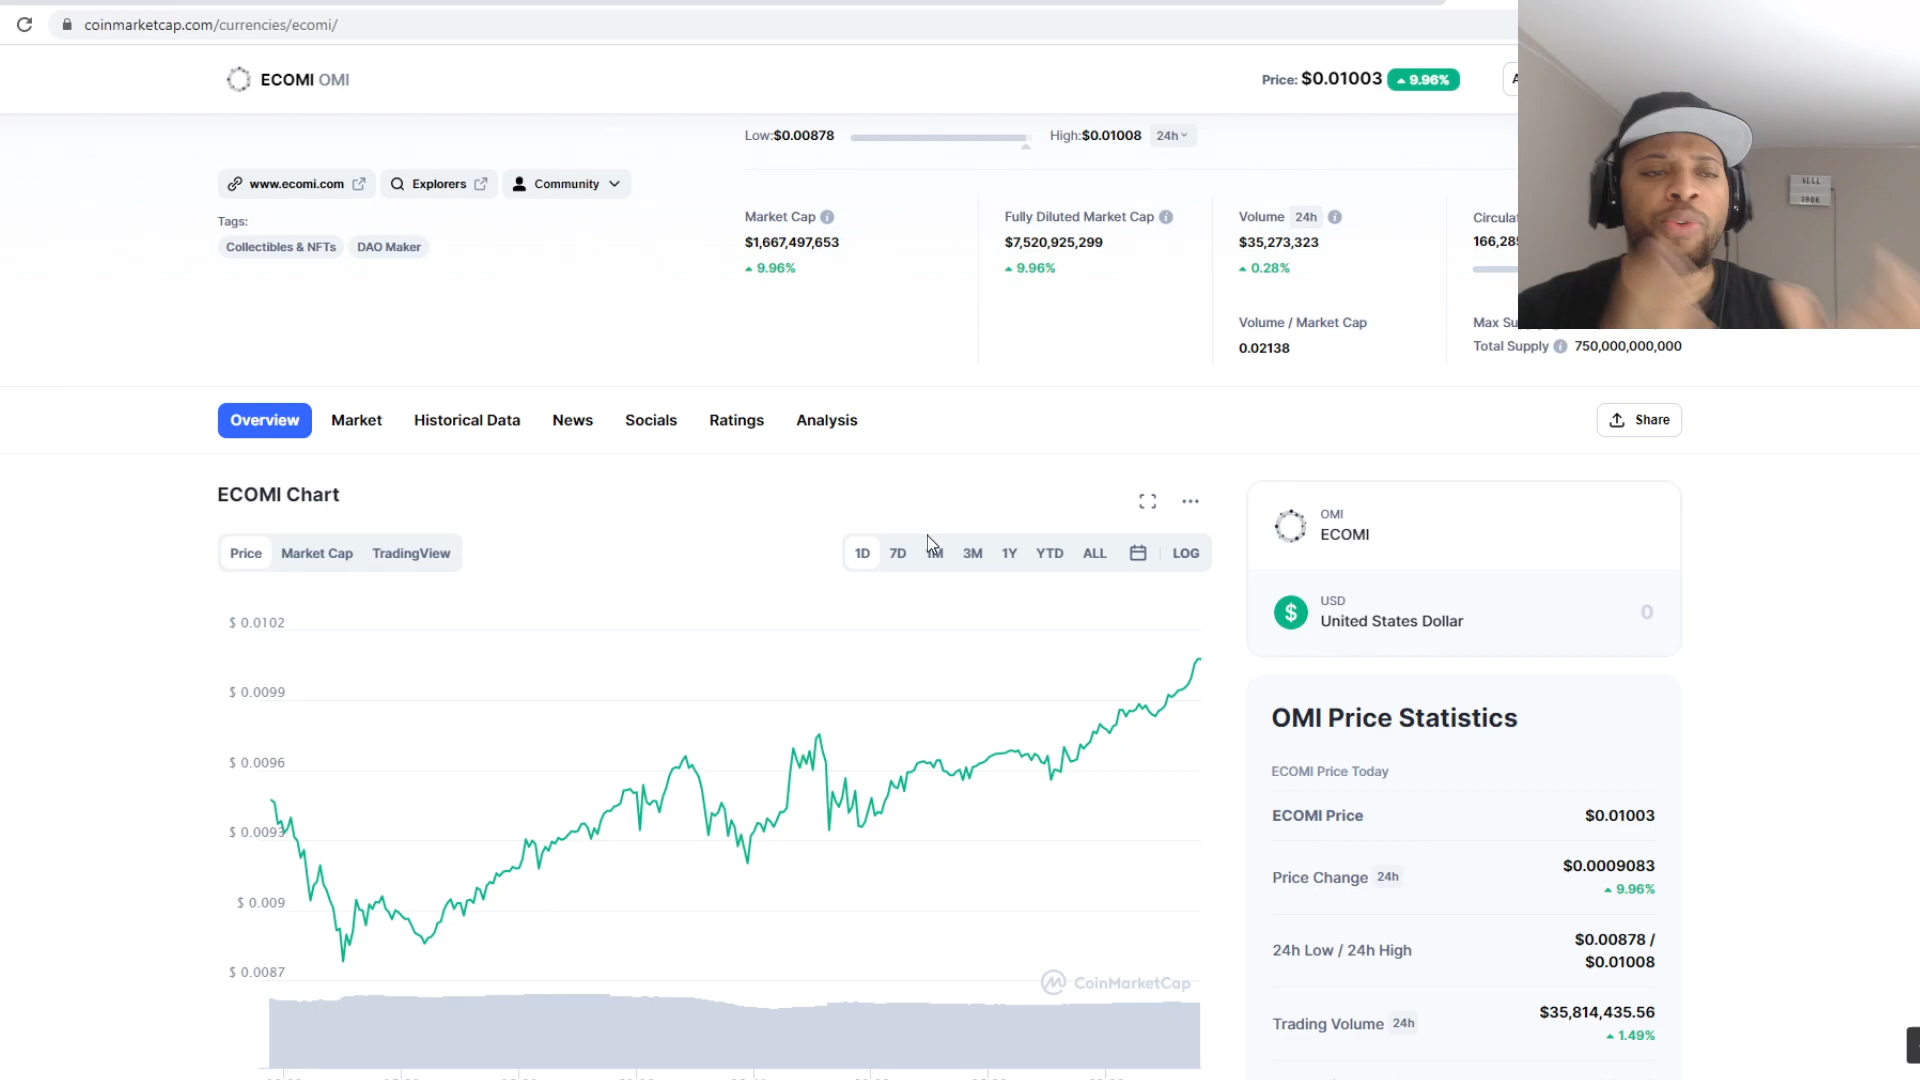 coinmarketcap.com/currencies/ecomi/
ECOMI OMI
Price: $0.01003 9.96%
Low:$0.00878 High:$0.01008 24h
www.ecomi.com Explorers Community
Tags:
Collectibles & NFTs DAO Maker
Market Cap Fully Diluted Market Cap Volume 24h
$1,667,497,653 $7,520,925,299 $35,273,323
9.96% 9.96% 0.28%
Volume / Market Cap
0.02138
Total Supply 750,000,000,000
Overview Market Historical Data News Socials Ratings Analysis Share
ECOMI Chart
Price Market Cap TradingView 1D 7D 1M 3M 1Y YTD ALL LOG
$ 0.0102
$ 0.0099
$ 0.0096
$ 0.0093
$ 0.009
$ 0.0087
CoinMarketCap
OMI
ECOMI
USD
United States Dollar 0
OMI Price Statistics
ECOMI Price Today
ECOMI Price $0.01003
Price Change 24h $0.0009083
9.96%
24h Low / 24h High $0.00878 /
$0.01008
Trading Volume 24h $35,814,435.56
1.49%